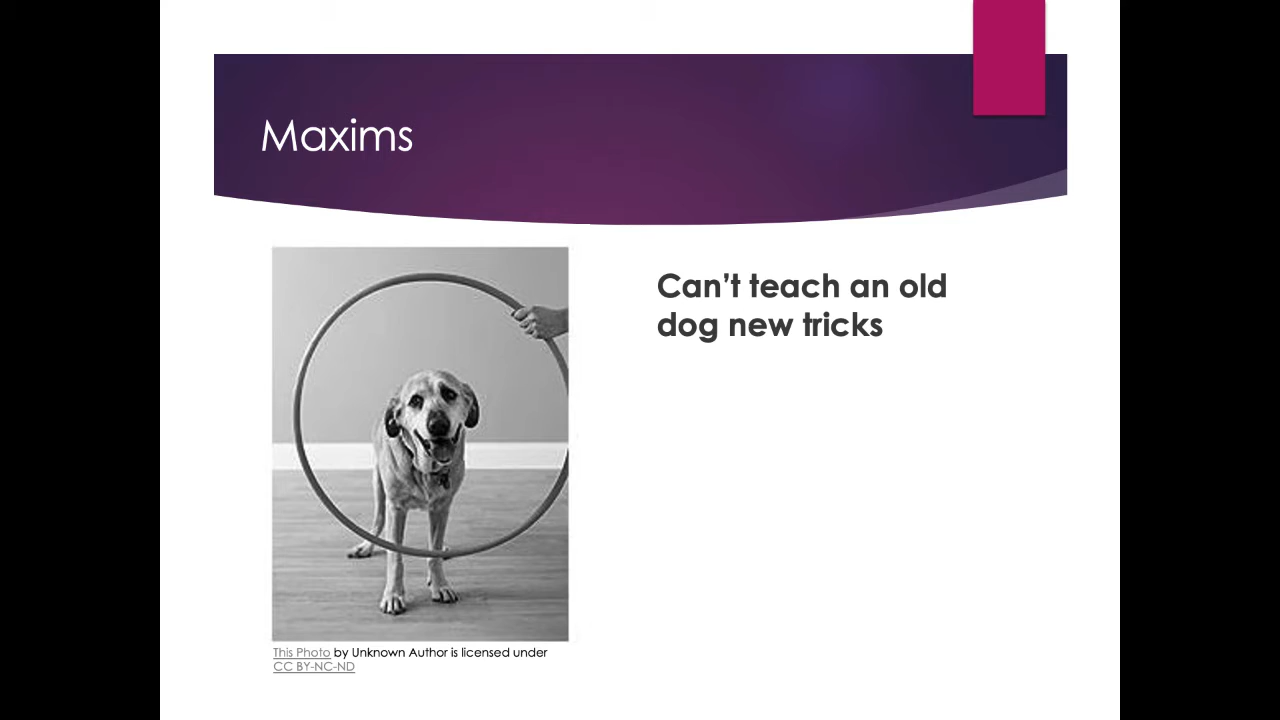 Maxims
Can’t teach an old
dog new tricks
This Photo by Unknown Author is licensed under
CC BY-NC-ND